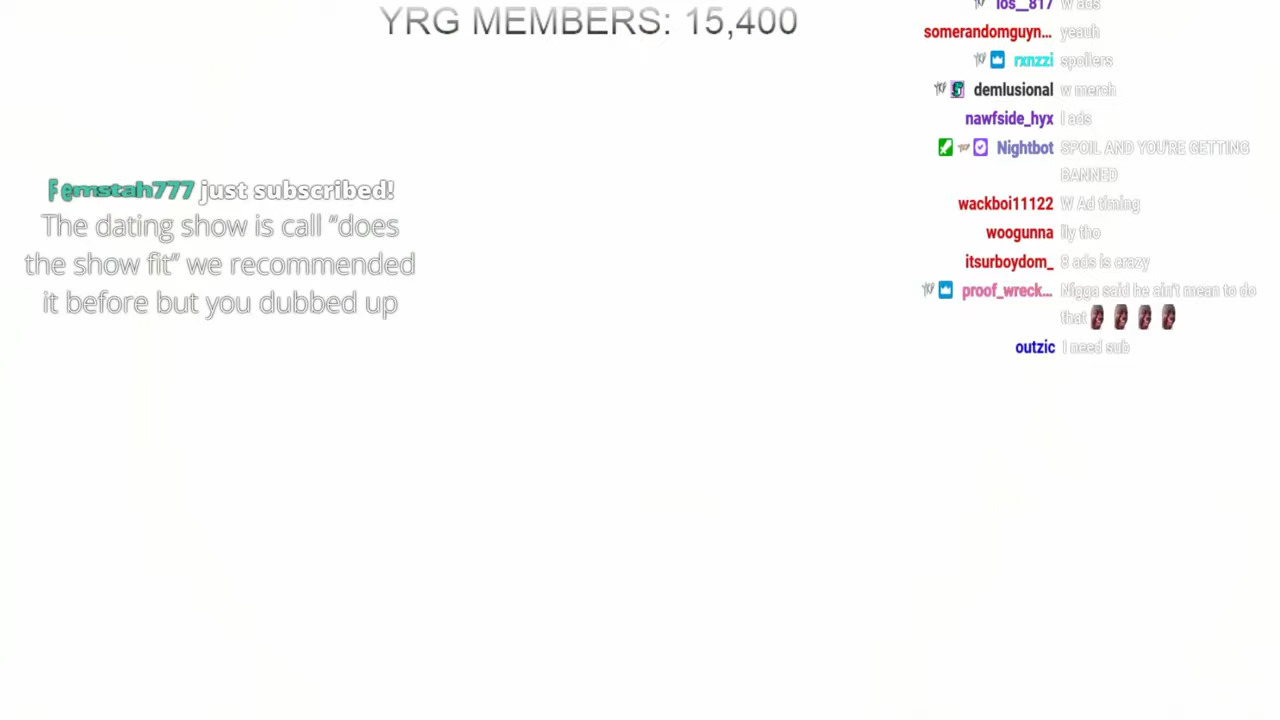 YRG MEMBERS: 15,400
Femstah777 just subscribed!
The dating show is call “does
the show fit” we recommended
it before but you dubbed up
los__817 w ads
somerandomguyn... yeauh
rxnzzi spoilers
demlusional w merch
nawfside_hyx l ads
Nightbot SPOIL AND YOU'RE GETTING
BANNED
wackboi11122 W Ad timing
woogunna lly tho
itsurboydom_ 8 ads is crazy
proof_wreck... Nigga said he ain't mean to do
that
outzic I need sub